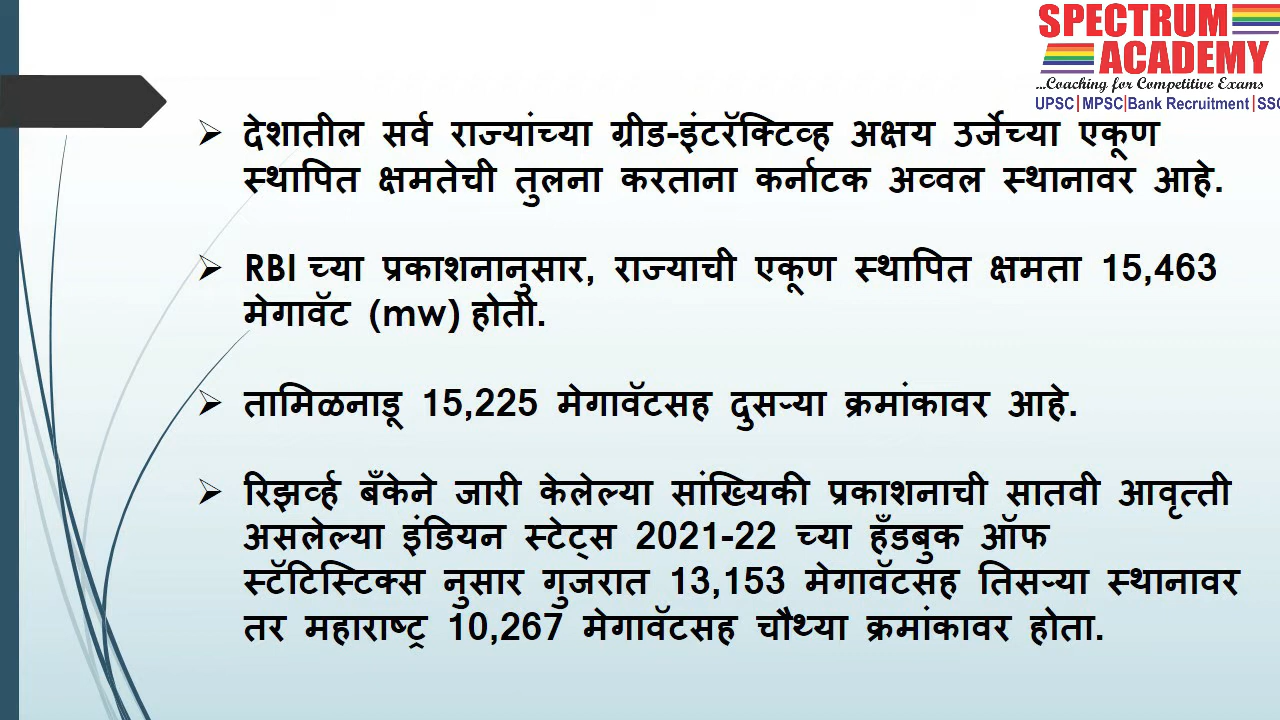 SPECTRUM
ACADEMY
...Coaching for Competitive Exams
UPSC|MPSC|Bank Recruitment|SSC
➢ देशातील सर्व राज्यांच्या ग्रीड-इंटरॅक्टिव्ह अक्षय उर्जेच्या एकूण
स्थापित क्षमतेची तुलना करताना कर्नाटक अव्वल स्थानावर आहे.
➢ RBI च्या प्रकाशनानुसार, राज्याची एकूण स्थापित क्षमता 15,463
मेगावॅट (mw) होती.
➢ तामिळनाडू 15,225 मेगावॅटसह दुसऱ्या क्रमांकावर आहे.
➢ रिझर्व्ह बँकेने जारी केलेल्या सांख्यिकी प्रकाशनाची सातवी आवृत्ती
असलेल्या इंडियन स्टेट्स 2021-22 च्या हँडबुक ऑफ
स्टॅटिस्टिक्स नुसार गुजरात 13,153 मेगावॅटसह तिसऱ्या स्थानावर
तर महाराष्ट्र 10,267 मेगावॅटसह चौथ्या क्रमांकावर होता.